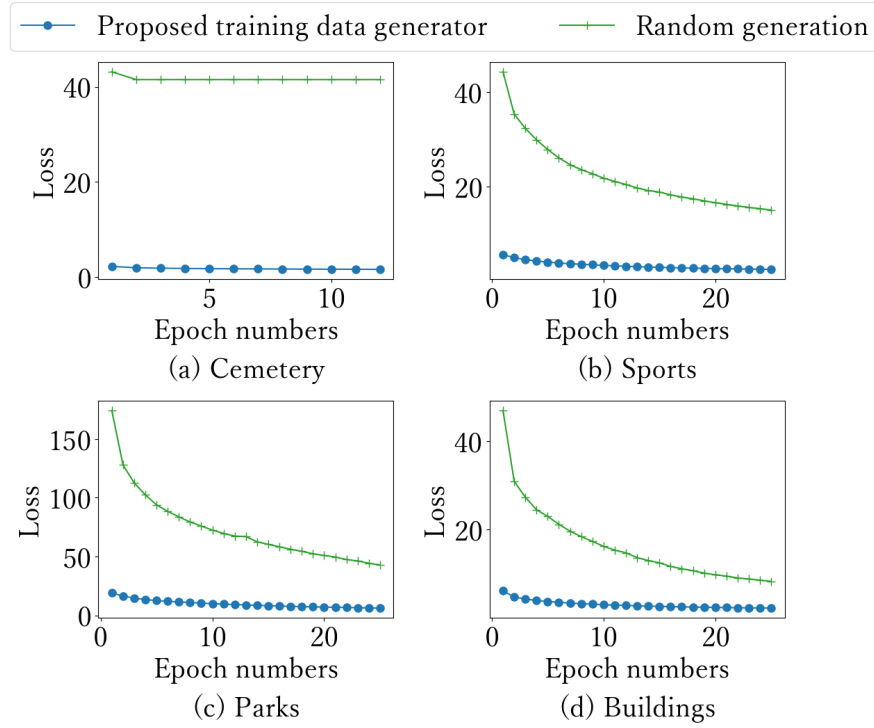 Proposed training data generator Random generation
Loss
40
20
0
5 10
Epoch numbers
(a) Cemetery
Loss
40
20
0 10 20
Epoch numbers
(b) Sports
Loss
150
100
50
0
0 10 20
Epoch numbers
(c) Parks
Loss
40
20
0 10 20
Epoch numbers
(d) Buildings